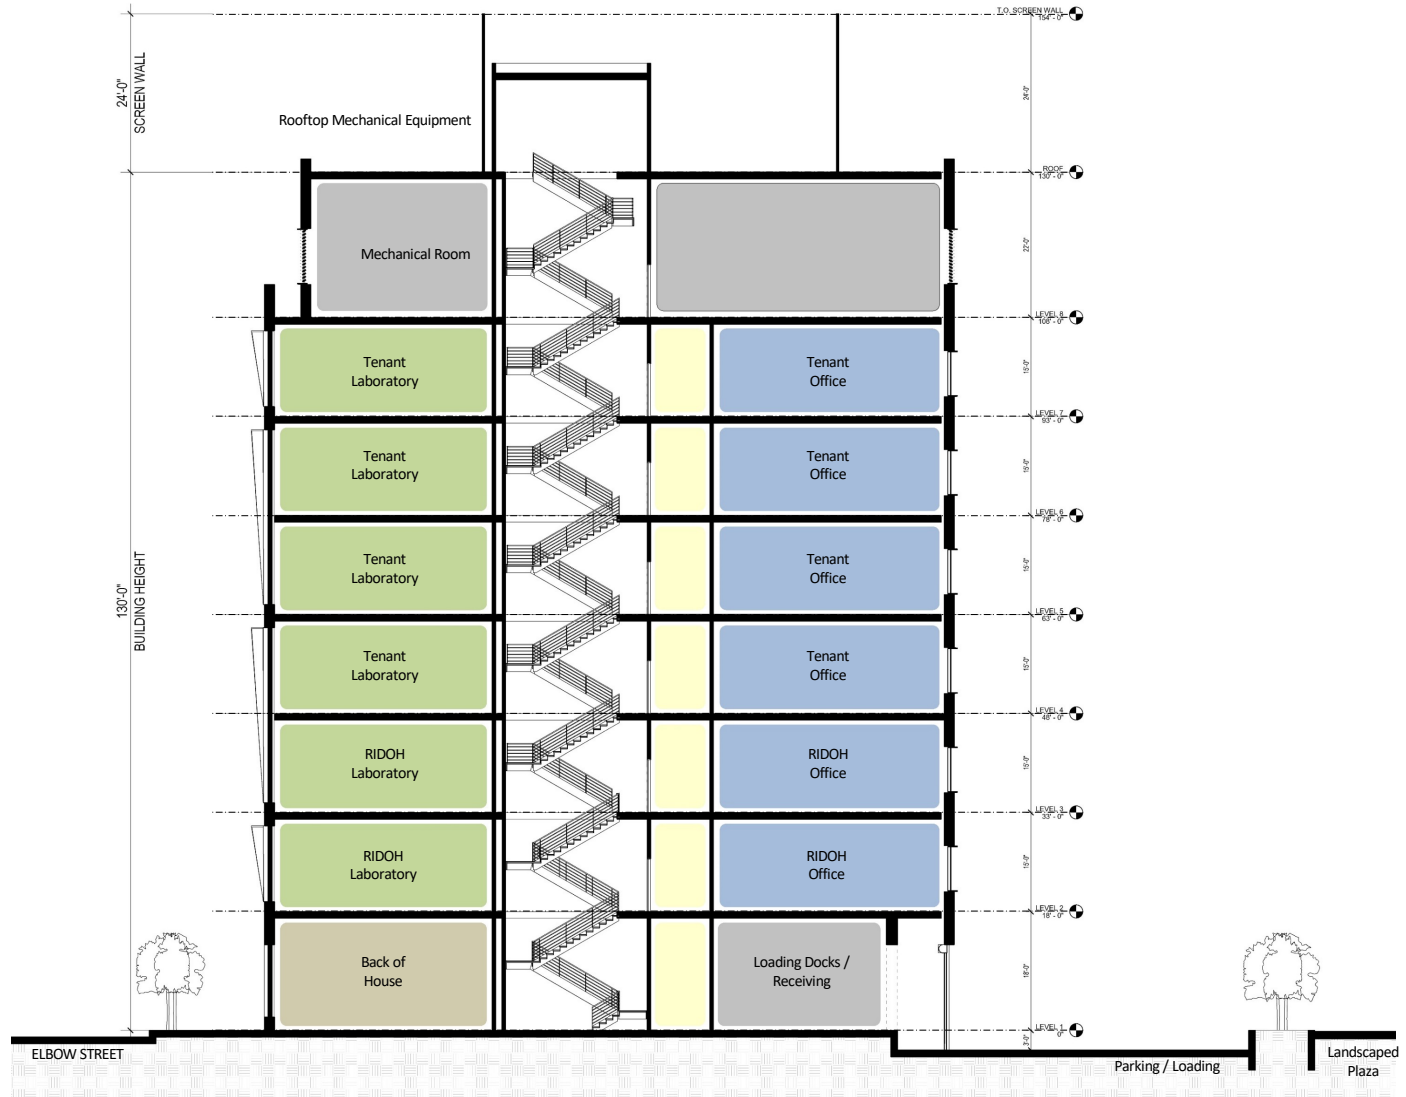 T.O. SCREEN WALL
154' - 0"
24'-0"
SCREEN WALL
24'-0"
Rooftop Mechanical Equipment
ROOF
130' - 0"
Mechanical Room
22'-0"
LEVEL 8
108' - 0"
Tenant
Laboratory
Tenant
Office
15'-0"
LEVEL 7
93' - 0"
Tenant
Laboratory
Tenant
Office
15'-0"
LEVEL 6
78' - 0"
Tenant
Laboratory
Tenant
Office
15'-0"
130'-0"
BUILDING HEIGHT
LEVEL 5
63' - 0"
Tenant
Laboratory
Tenant
Office
15'-0"
LEVEL 4
48' - 0"
RIDOH
Laboratory
RIDOH
Office
15'-0"
LEVEL 3
33' - 0"
RIDOH
Laboratory
RIDOH
Office
15'-0"
LEVEL 2
18' - 0"
Back of
House
Loading Docks /
Receiving
18'-0"
LEVEL 1
0"
3'-0"
ELBOW STREET
Parking / Loading
Landscaped
Plaza